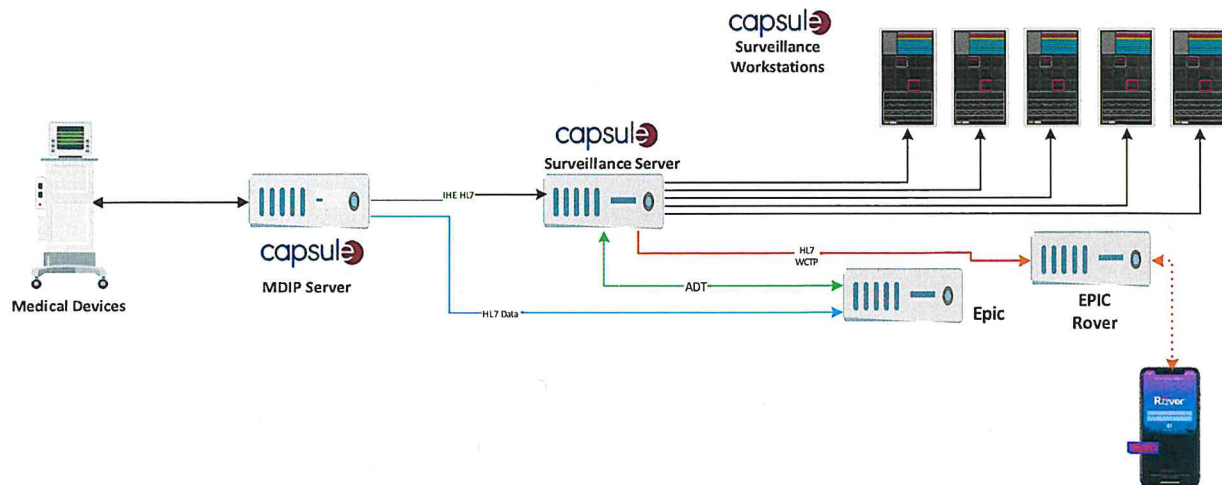 capsule
Surveillance
Workstations
capsule
Surveillance Server
IHE HL7
capsule
MDIP Server
Medical Devices
HL7
WCTP
ADT
EPIC
Rover
Epic
HL7 Data
Rover